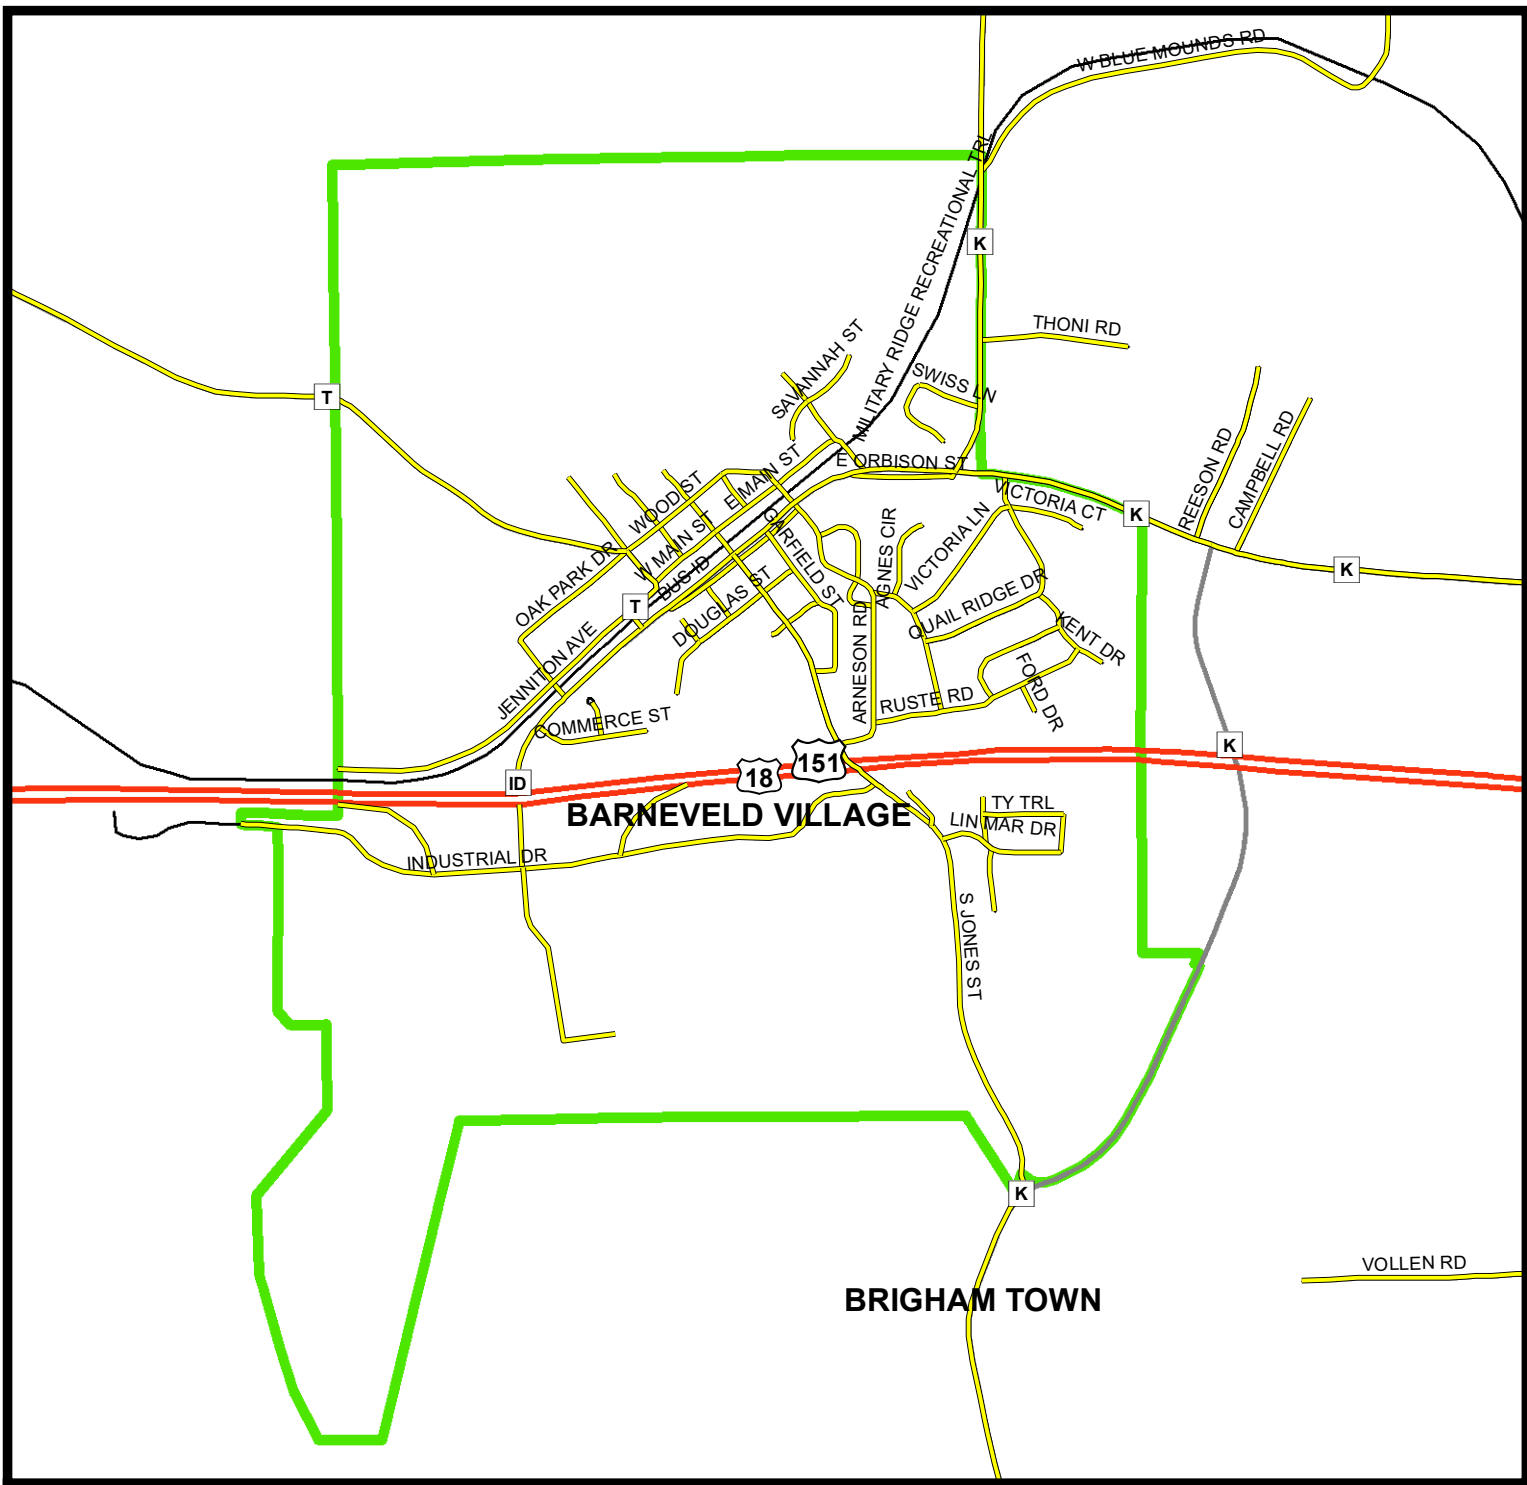 W BLUE MOUNDS RD
MILITARY RIDGE RECREATIONAL TRL
K
THONI RD
T
SAVANNAH ST
SWISS LN
REESON RD
CAMPBELL RD
E ORBISON ST
E MAIN ST
WOOD ST
VICTORIA CT
K
W MAIN ST
GARFIELD ST
AGNES CIR
VICTORIA LN
OAK PARK DR
BUS ID
K
DOUGLAS ST
T
QUAIL RIDGE DR
KENT DR
JENNITON AVE
ARNESON RD
FORD DR
RUSTE RD
COMMERCE ST
K
151
18
ID
BARNEVELD VILLAGE
TY TRL
LIN MAR DR
INDUSTRIAL DR
S JONES ST
K
VOLLEN RD
BRIGHAM TOWN